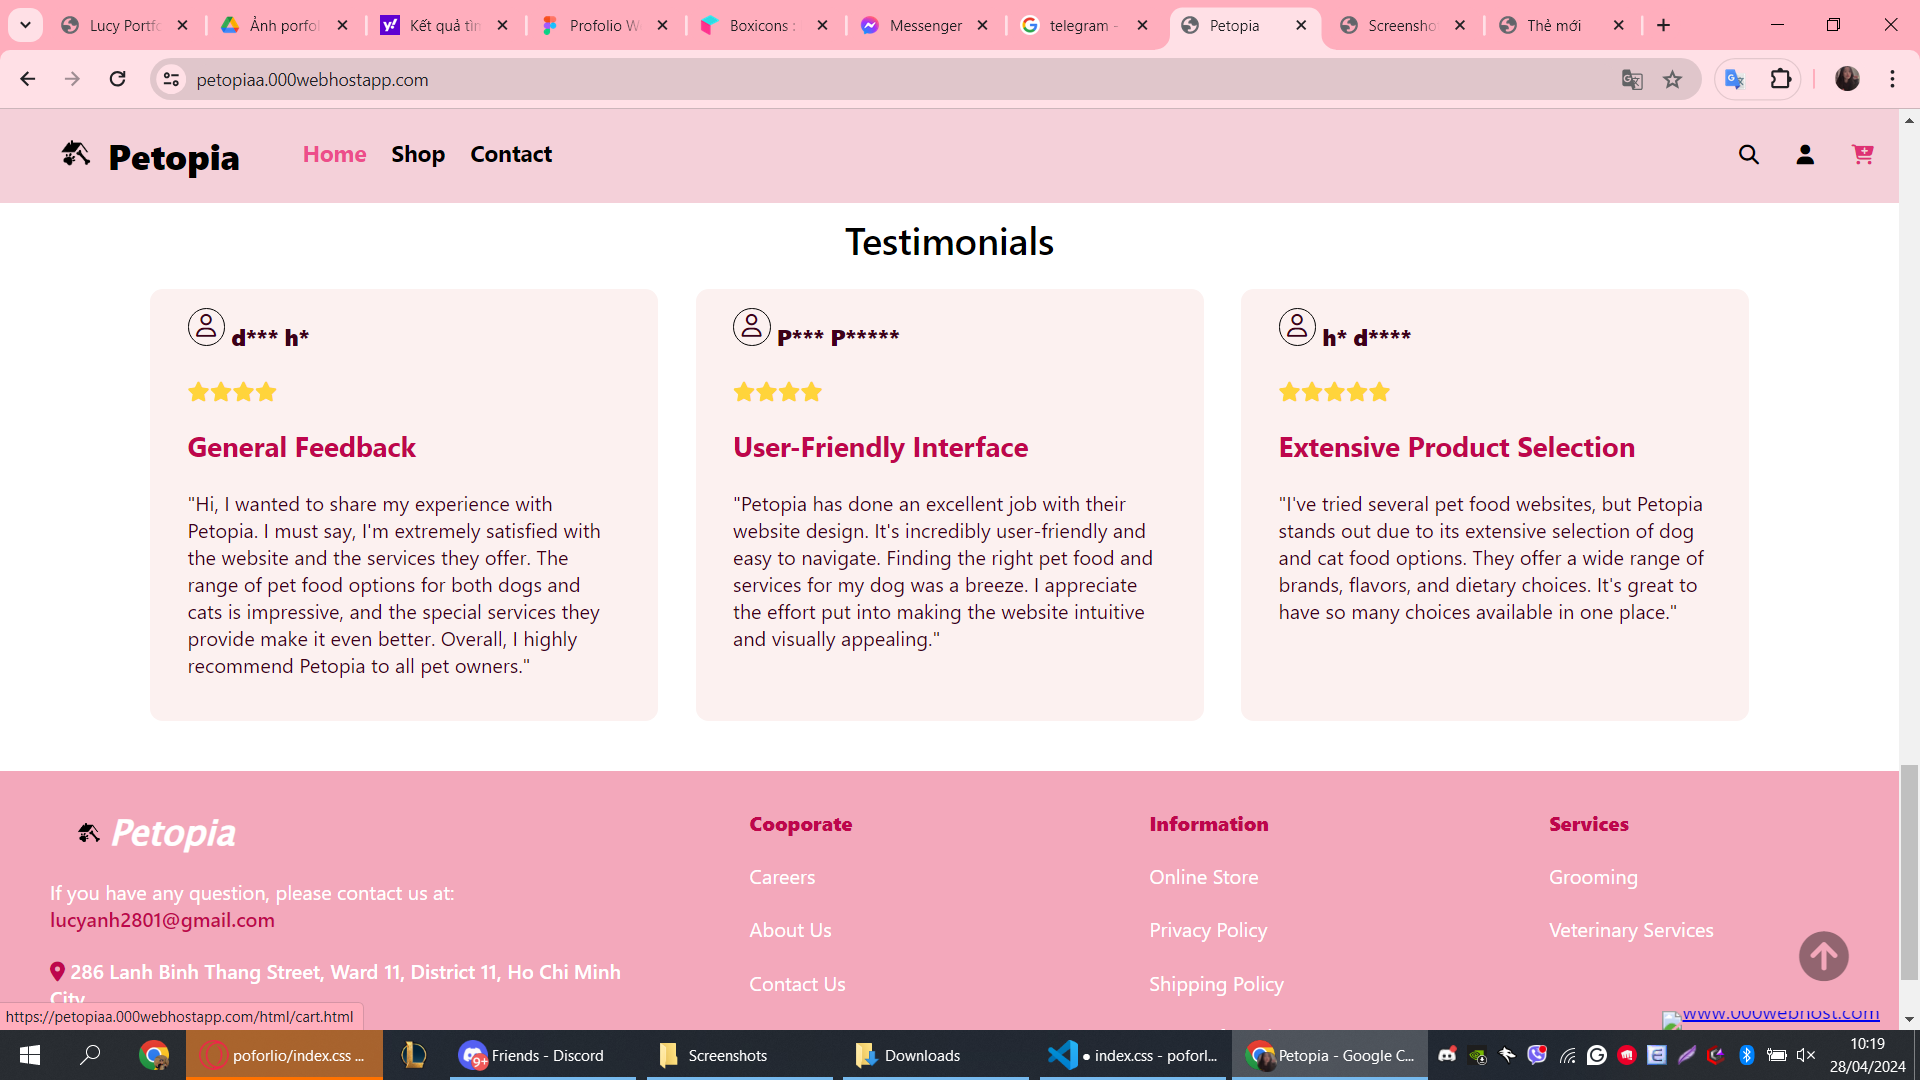 Lucy Portfo
Ảnh porfo
Kết quả tìn
Profolio W
Boxicons :
Messenger
telegram -
Petopia
Screensho
Thẻ mới
petopiaa.000webhostapp.com
Petopia
Home
Shop
Contact
Testimonials
d*** h*
General Feedback
"Hi, I wanted to share my experience with
Petopia. I must say, I'm extremely satisfied with
the website and the services they offer. The
range of pet food options for both dogs and
cats is impressive, and the special services they
provide make it even better. Overall, I highly
recommend Petopia to all pet owners."
P*** P*****
User-Friendly Interface
"Petopia has done an excellent job with their
website design. It's incredibly user-friendly and
easy to navigate. Finding the right pet food and
services for my dog was a breeze. I appreciate
the effort put into making the website intuitive
and visually appealing."
h* d****
Extensive Product Selection
"I've tried several pet food websites, but Petopia
stands out due to its extensive selection of dog
and cat food options. They offer a wide range of
brands, flavors, and dietary choices. It's great to
have so many choices available in one place."
Petopia
If you have any question, please contact us at:
lucyanh2801@gmail.com
286 Lanh Binh Thang Street, Ward 11, District 11, Ho Chi Minh
City
Cooporate
Careers
About Us
Contact Us
Information
Online Store
Privacy Policy
Shipping Policy
Services
Grooming
Veterinary Services
www.000webhost.com
https://petopiaa.000webhostapp.com/html/cart.html
poforlio/index.css ...
Friends - Discord
9+
Screenshots
Downloads
● index.css - poforl...
Petopia - Google C...
10:19
28/04/2024